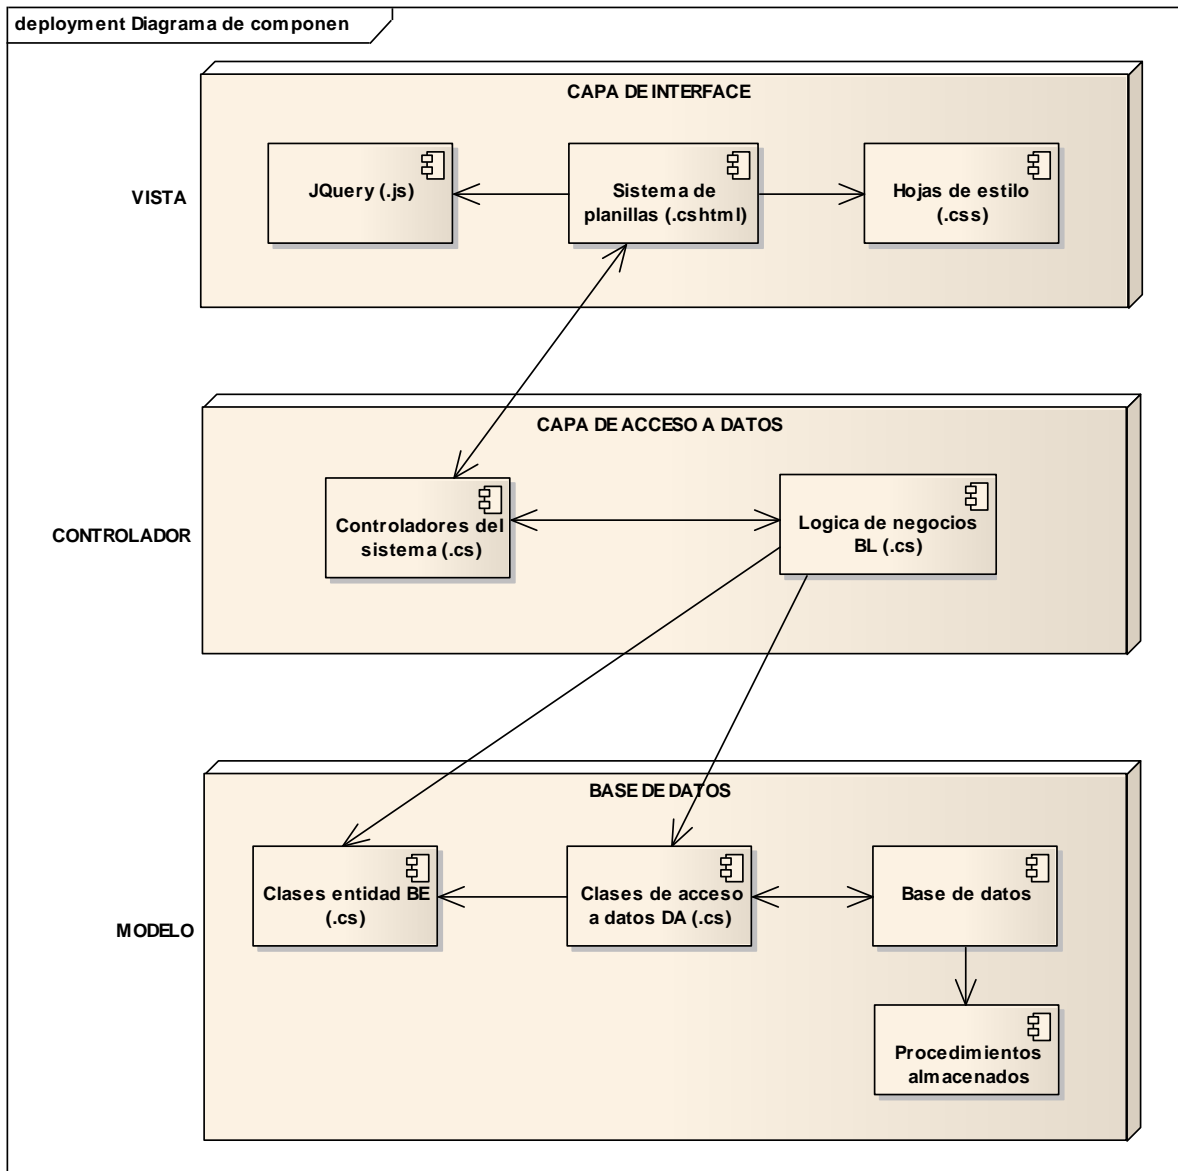 deployment Diagrama de componen
CAPA DE INTERFACE
VISTA
JQuery (.js)
Sistema de
planillas (.cshtml)
Hojas de estilo
(.css)
CAPA DE ACCESO A DATOS
CONTROLADOR
Controladores del
sistema (.cs)
Logica de negocios
BL (.cs)
BASE DE DATOS
MODELO
Clases entidad BE
(.cs)
Clases de acceso
a datos DA (.cs)
Base de datos
Procedimientos
almacenados